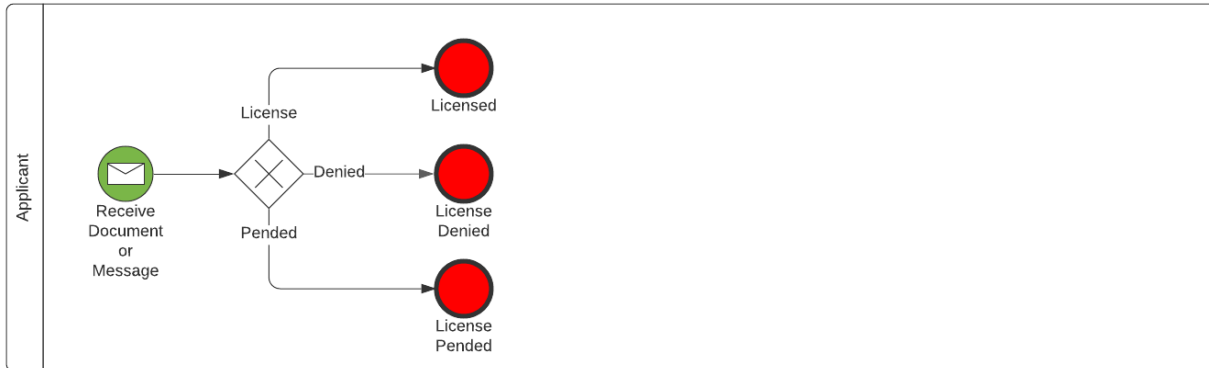 Applicant
Receive
Document
or
Message
License
Denied
Pended
Licensed
License
Denied
License
Pended